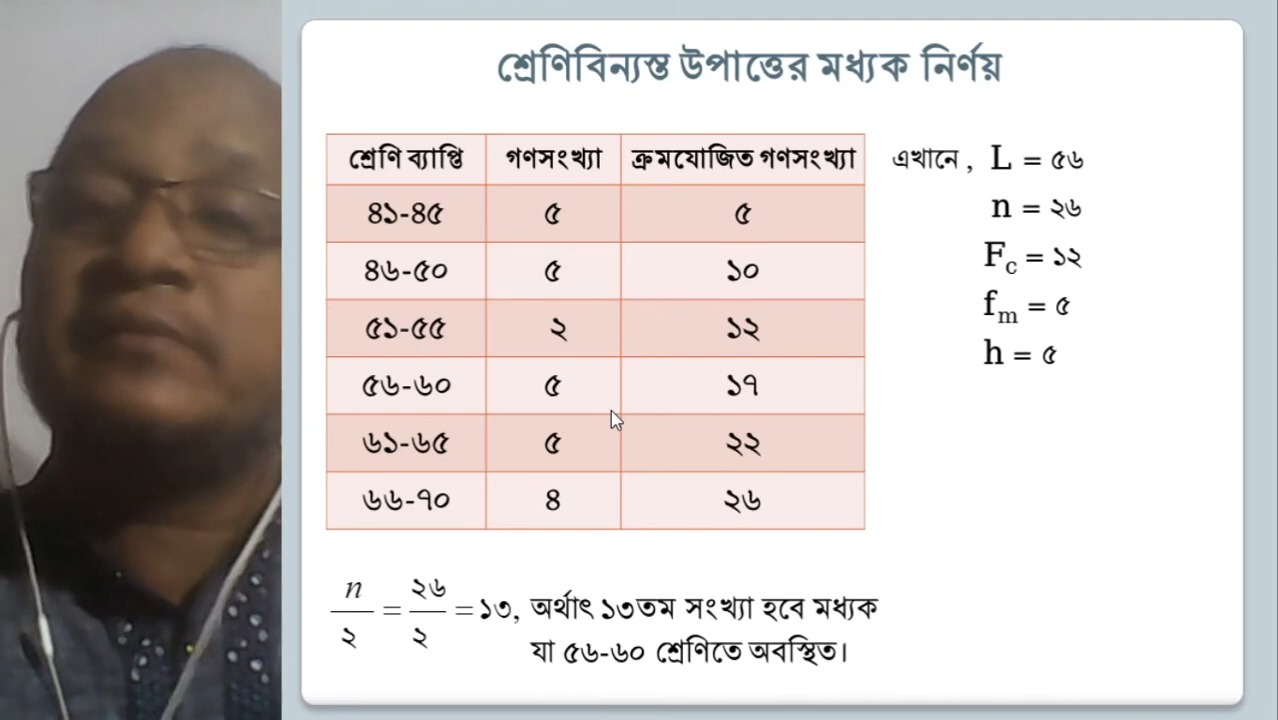 শ্রেণিবিন্যস্ত উপাত্তের মধ্যক নির্ণয়
শ্রেণি ব্যাপ্তি গণসংখ্যা ক্রমযোজিত গণসংখ্যা
৪১-৪৫ ৫ ৫
৪৬-৫০ ৫ ১০
৫১-৫৫ ২ ১২
৫৬-৬০ ৫ ১৭
৬১-৬৫ ৫ ২২
৬৬-৭০ ৪ ২৬
এখানে , L = ৫৬
n = ২৬
Fc = ১২
fm = ৫
h = ৫
n/২ = ২৬/২ = ১৩, অর্থাৎ ১৩তম সংখ্যা হবে মধ্যক
যা ৫৬-৬০ শ্রেণিতে অবস্থিত।